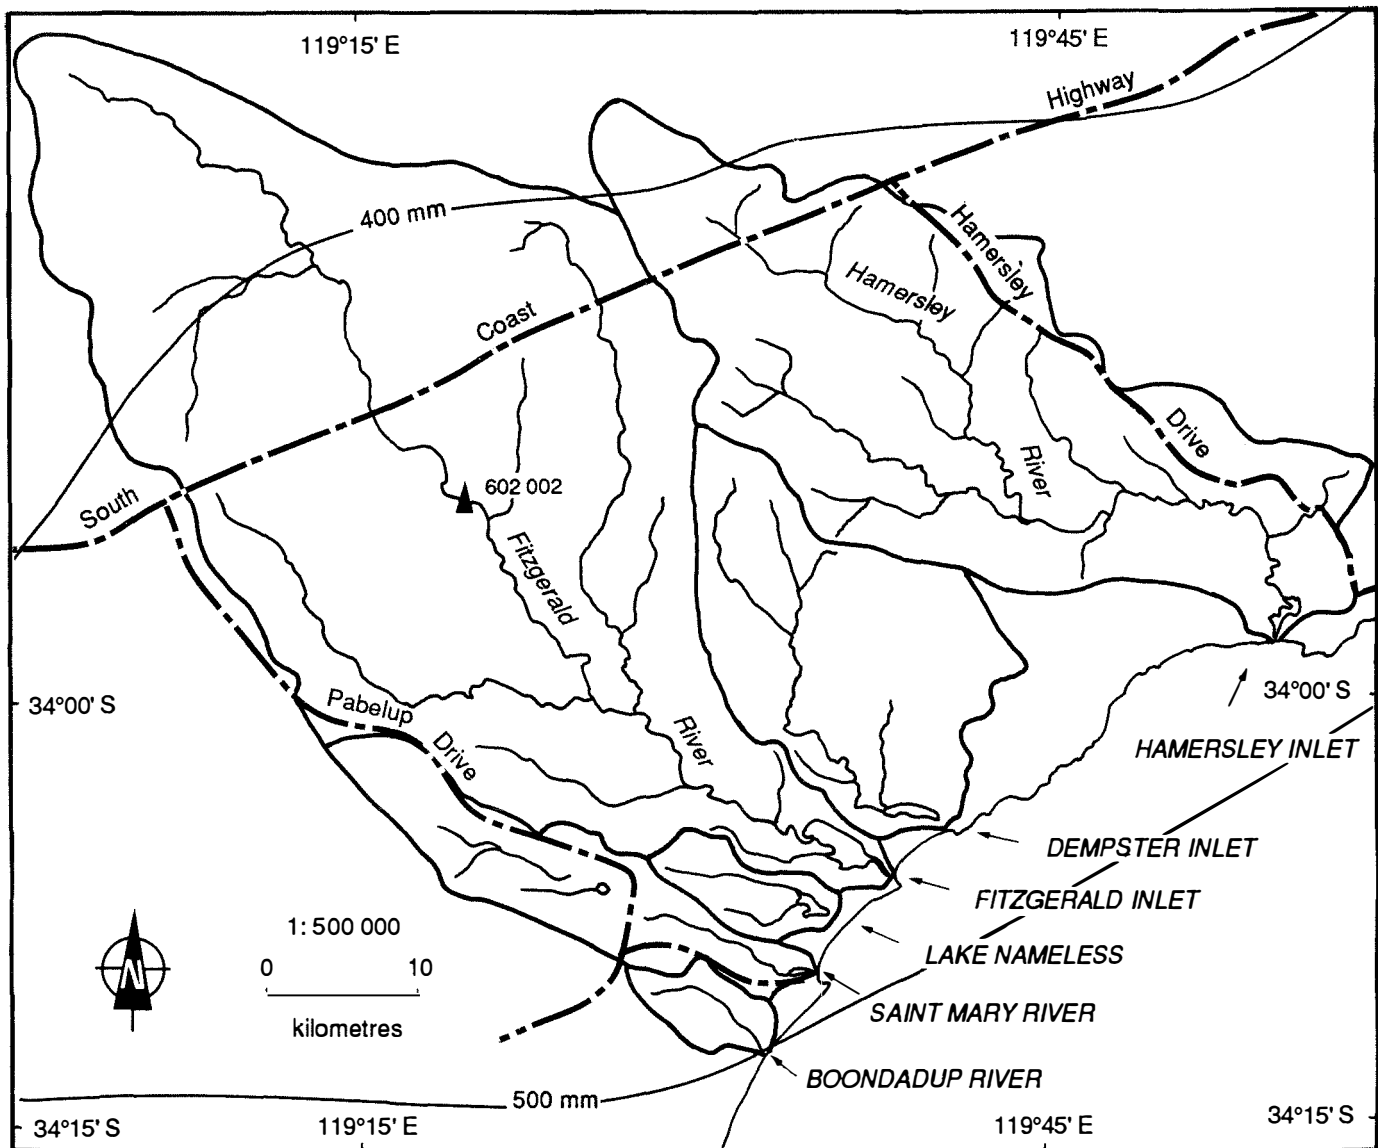 119°15' E
119°45' E
Highway
400 mm
Hamersley
Hamersley
Coast
Drive
River
602 002
South
Fitzgerald
34°00' S
Pabelup
34°00' S
River
Drive
HAMERSLEY INLET
DEMPSTER INLET
FITZGERALD INLET
1: 500 000
LAKE NAMELESS
N
0 10
SAINT MARY RIVER
kilometres
BOONDADUP RIVER
500 mm
34°15' S
119°15' E
119°45' E
34°15' S